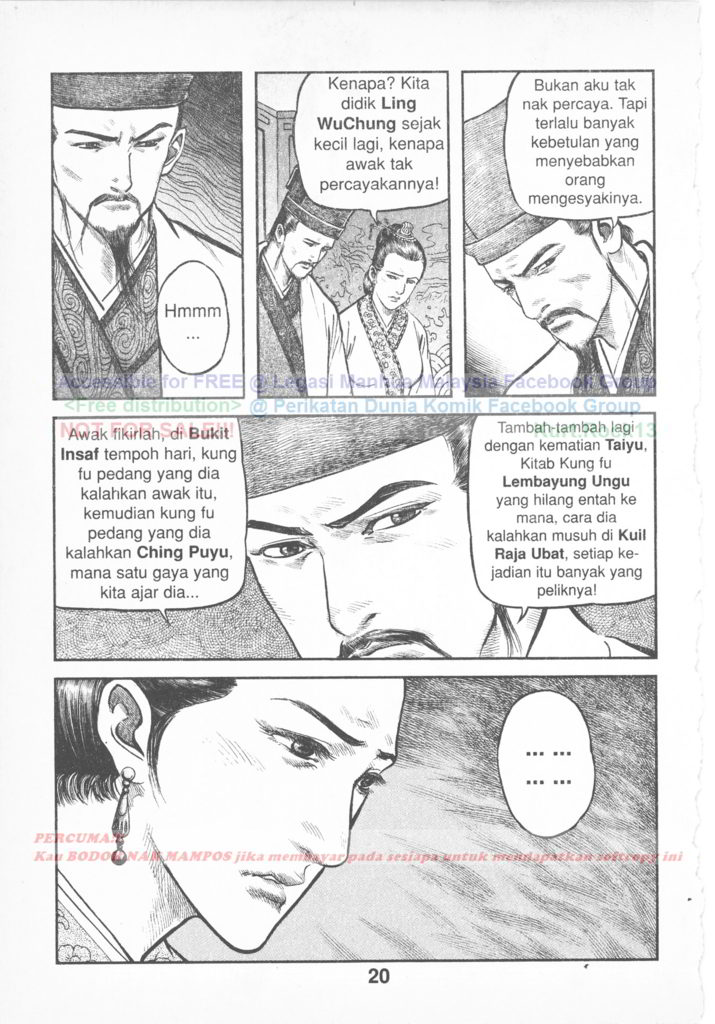 Hmmm
...
Kenapa? Kita
didik Ling
WuChung sejak
kecil lagi, kenapa
awak tak
percayakannya!
Bukan aku tak
nak percaya. Tapi
terlalu banyak
kebetulan yang
menyebabkan
orang
mengesyakinya.
Accessible for FREE @ Legasi Manhua Malaysia Facebook Group
<Free distribution> @ Perikatan Dunia Komik Facebook Group
NOT FOR SALE!!!
Awak fikirlah, di Bukit
Insaf tempoh hari, kung
fu pedang yang dia
kalahkan awak itu,
kemudian kung fu
pedang yang dia
kalahkan Ching Puyu,
mana satu gaya yang
kita ajar dia...
Tambah-tambah lagi
dengan kematian Taiyu,
Kitab Kung fu
Lembayung Ungu
yang hilang entah ke
mana, cara dia
kalahkan musuh di Kuil
Raja Ubat, setiap ke-
jadian itu banyak yang
peliknya!
... ...
... ...
PERCUMA!!
Kau BODOH NAK MAMPOS jika membayar pada sesiapa untuk mendapatkan softcopy ini
20